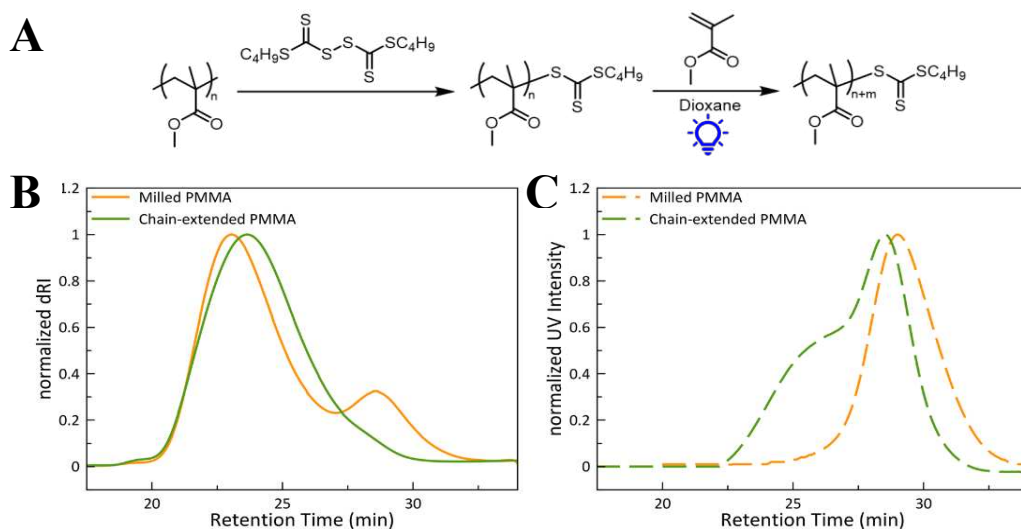 A
C₄H₉S
S
S
S
SC₄H₉
S
n
O
O
S
SC₄H₉
S
n
O
O
O
O
Dioxane
S
SC₄H₉
S
n+m
O
O
B
Milled PMMA
Chain-extended PMMA
normalized dRI
1.2
1
0.8
0.6
0.4
0.2
0
20
25
30
Retention Time (min)
C
Milled PMMA
Chain-extended PMMA
normalized UV Intensity
1.2
1
0.8
0.6
0.4
0.2
0
20
25
30
Retention Time (min)